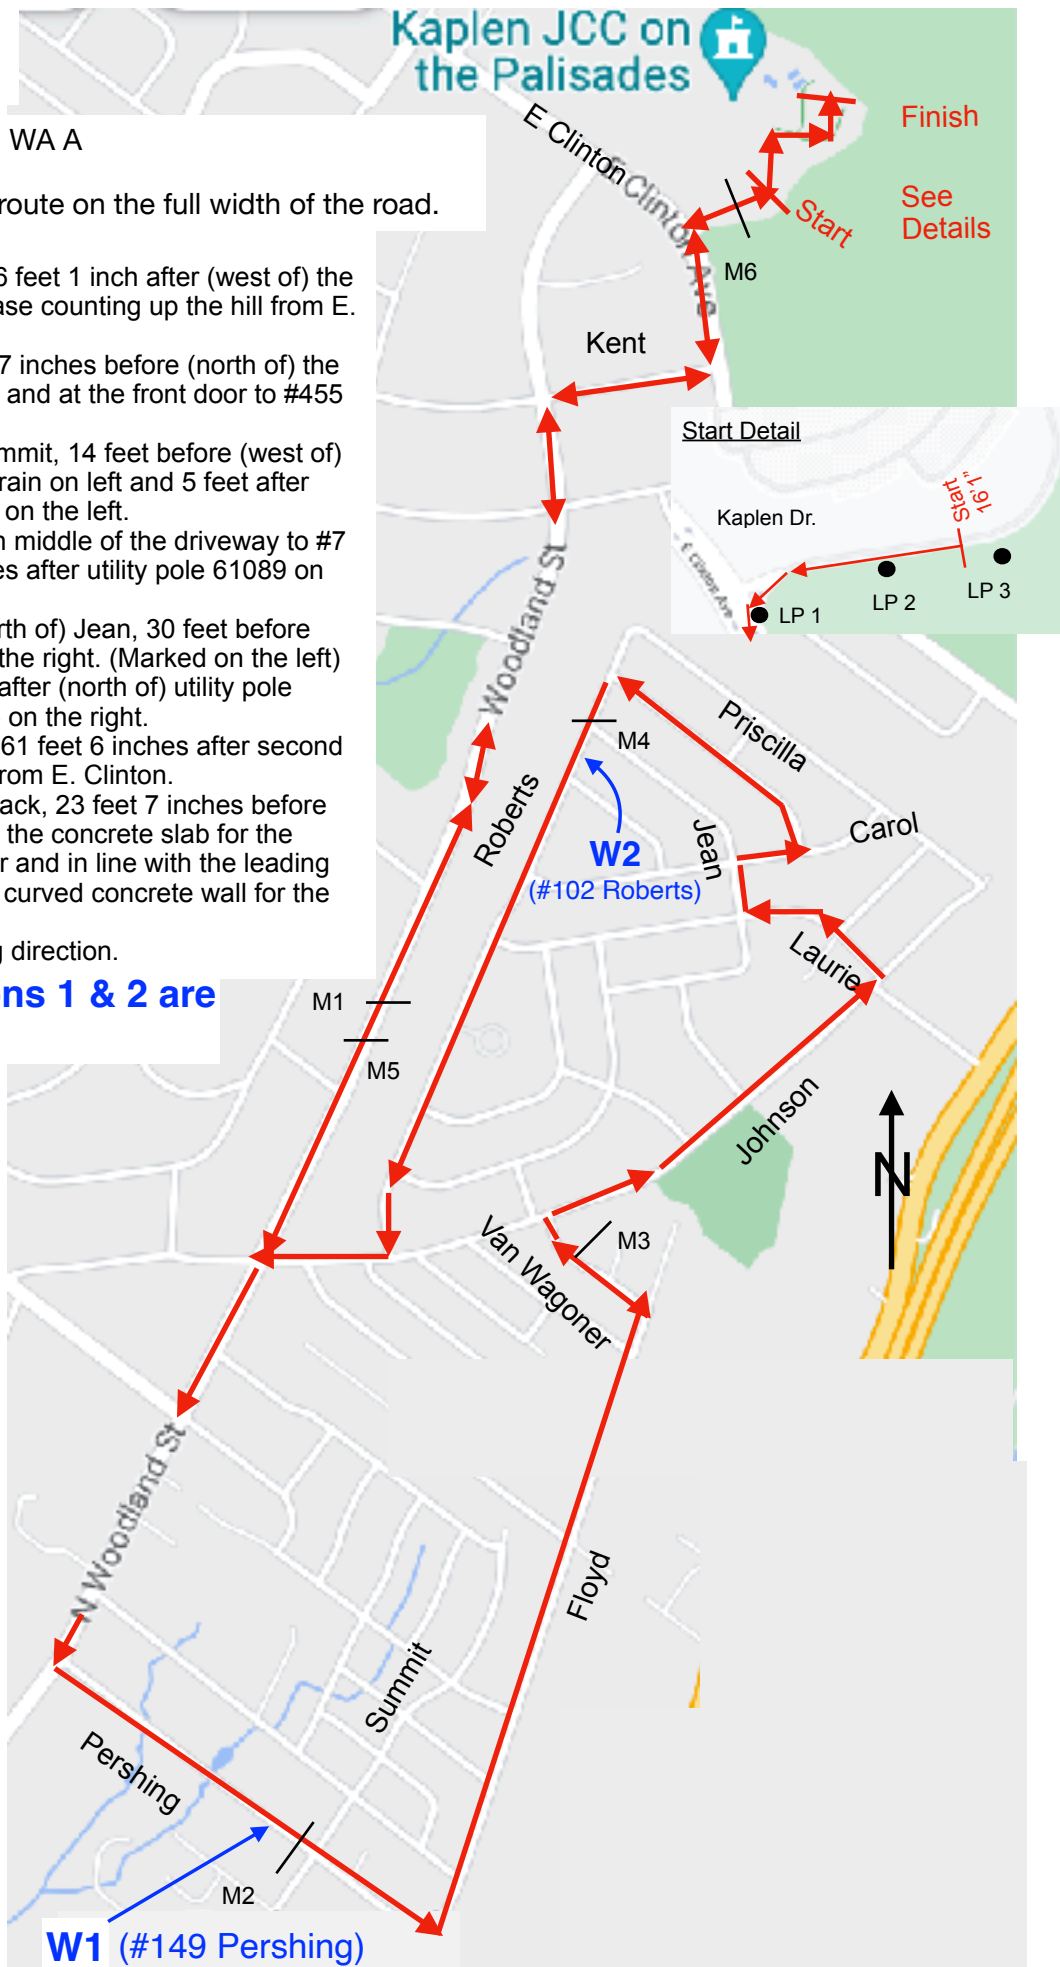 Kaplen JCC on
the Palisades
E Clinton
E Clinton Ave
Finish
See
Details
Start
M6
WA A
route on the full width of the road.
6 feet 1 inch after (west of) the
ase counting up the hill from E.
7 inches before (north of) the
and at the front door to #455
mmit, 14 feet before (west of)
rain on left and 5 feet after
on the left.
n middle of the driveway to #7
es after utility pole 61089 on
rth of) Jean, 30 feet before
the right. (Marked on the left)
after (north of) utility pole
on the right.
61 feet 6 inches after second
from E. Clinton.
ack, 23 feet 7 inches before
the concrete slab for the
r and in line with the leading
curved concrete wall for the
g direction.
ns 1 & 2 are
Kent
Start Detail
Kaplen Dr.
Start
16'1"
E Clinton Ave
LP 1
LP 2
LP 3
Woodland St
Priscilla
M4
Roberts
W2
(#102 Roberts)
Jean
Carol
Laurie
M1
M5
Johnson
N
Van Wagoner
M3
N Woodland St
Floyd
Summit
Pershing
M2
W1 (#149 Pershing)